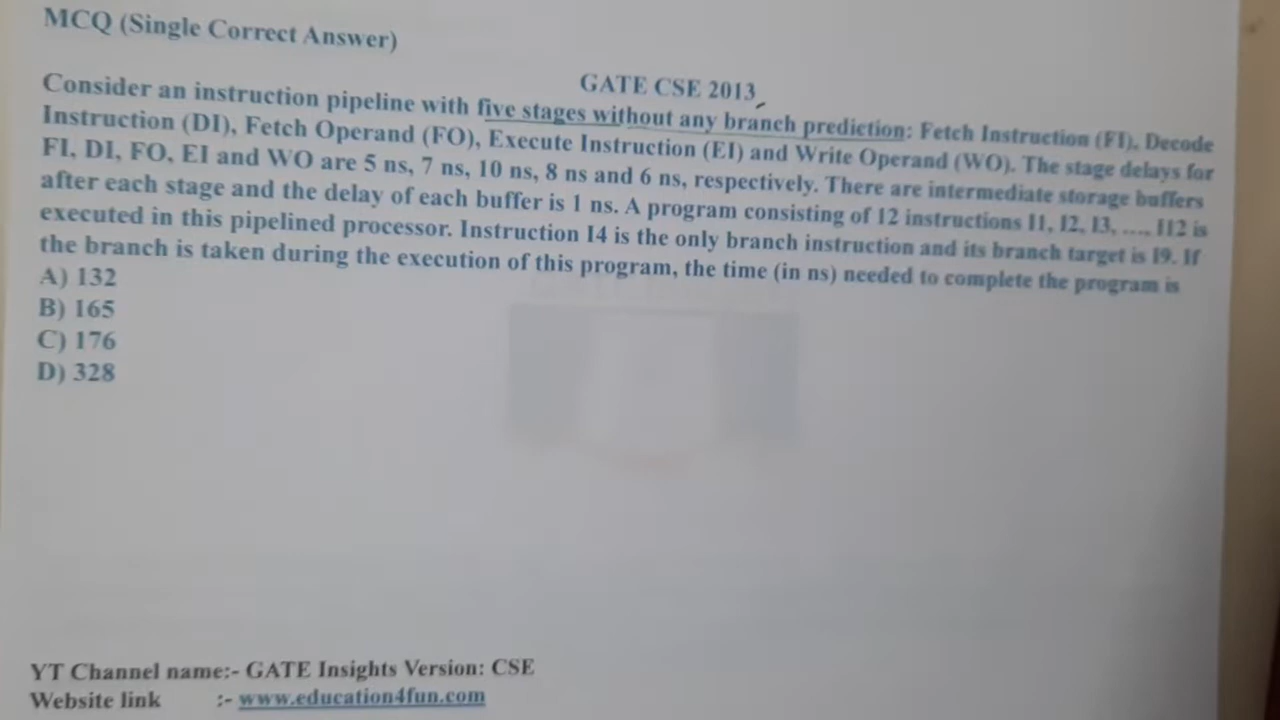 MCQ (Single Correct Answer)
GATE CSE 2013
Consider an instruction pipeline with five stages without any branch prediction: Fetch Instruction (FI), Decode
Instruction (DI), Fetch Operand (FO), Execute Instruction (EI) and Write Operand (WO). The stage delays for
FI, DI, FO, EI and WO are 5 ns, 7 ns, 10 ns, 8 ns and 6 ns, respectively. There are intermediate storage buffers
after each stage and the delay of each buffer is 1 ns. A program consisting of 12 instructions I1, I2, I3, ...., I12 is
executed in this pipelined processor. Instruction I4 is the only branch instruction and its branch target is I9. If
the branch is taken during the execution of this program, the time (in ns) needed to complete the program is
A) 132
B) 165
C) 176
D) 328
YT Channel name:- GATE Insights Version: CSE
Website link :- www.education4fun.com